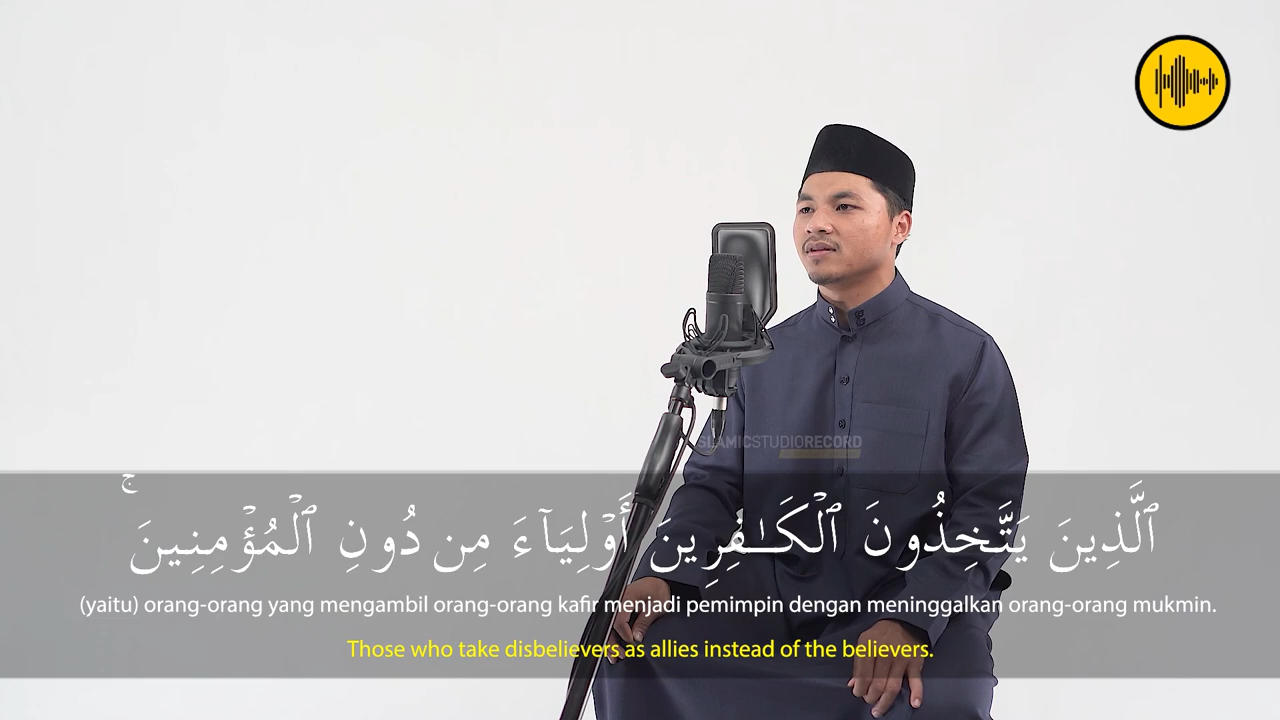 SLAMICSTUDIORECORD
ٱلَّذِينَ يَتَّخِذُونَ ٱلْكَـٰفِرِينَ أَوْلِيَآءَ مِن دُونِ ٱلْمُؤْمِنِينَ ۚ
(yaitu) orang-orang yang mengambil orang-orang kafir menjadi pemimpin dengan meninggalkan orang-orang mukmin.
Those who take disbelievers as allies instead of the believers.